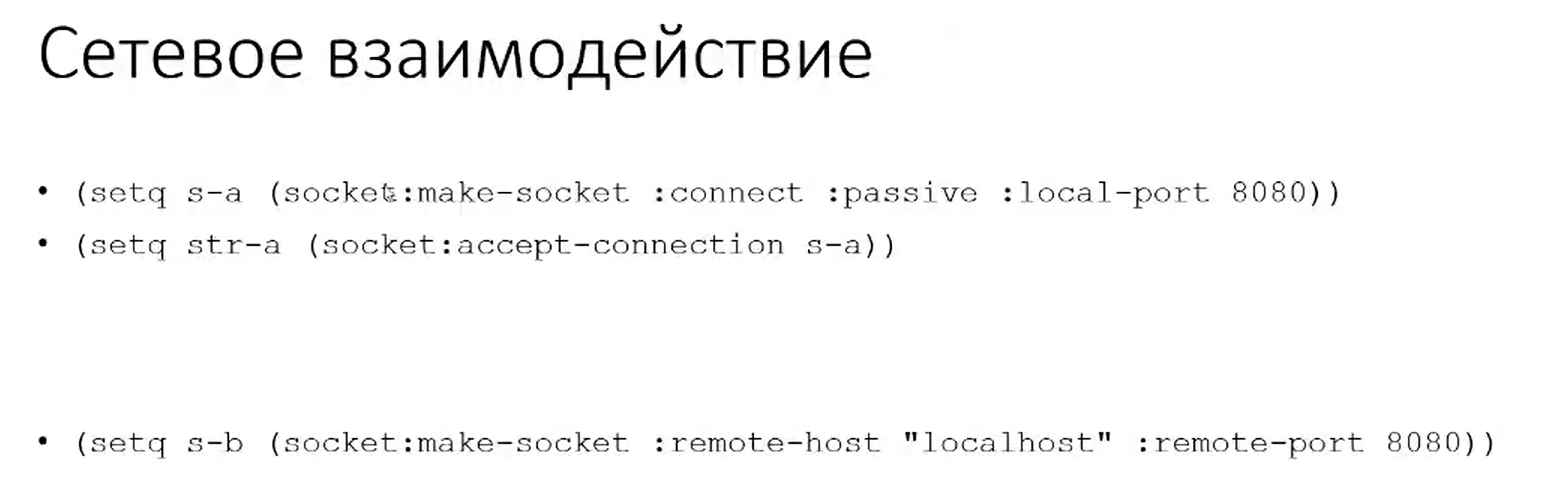 Сетевое взаимодействие
• (setq s-a (socket:make-socket :connect :passive :local-port 8080))
• (setq str-a (socket:accept-connection s-a))
• (setq s-b (socket:make-socket :remote-host "localhost" :remote-port 8080))